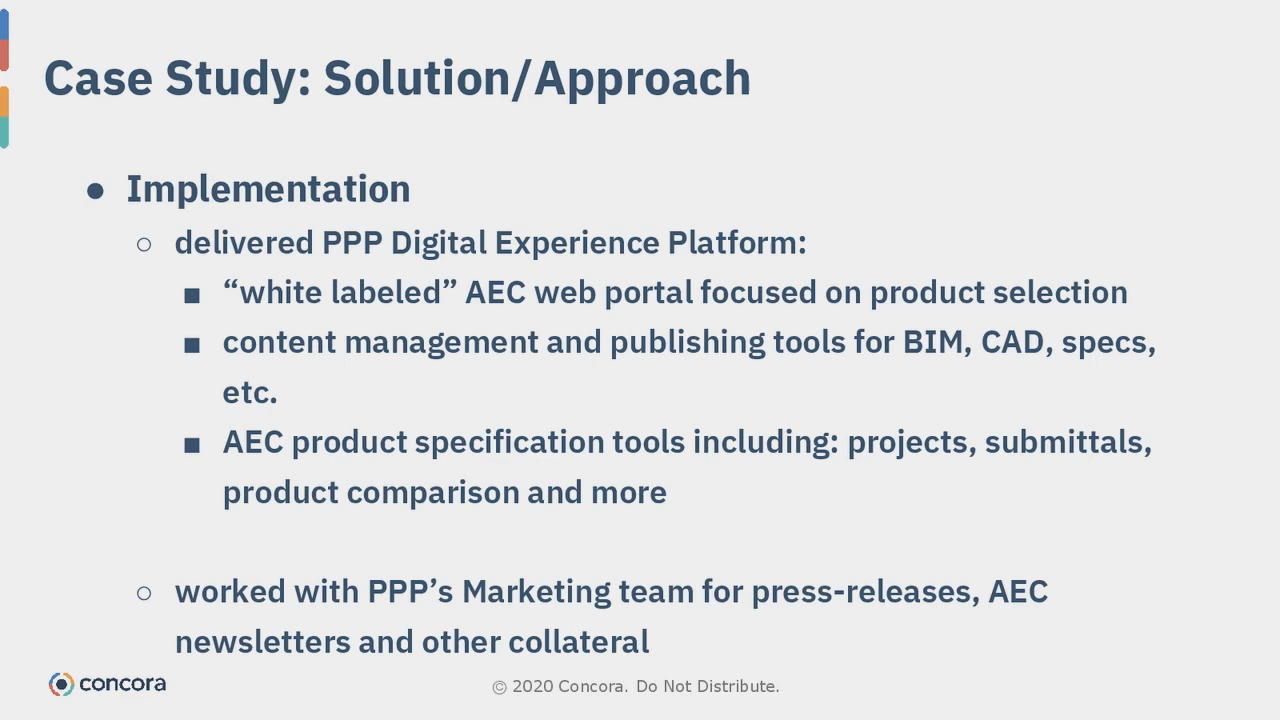 Case Study: Solution/Approach
● Implementation
○ delivered PPP Digital Experience Platform:
■ “white labeled” AEC web portal focused on product selection
■ content management and publishing tools for BIM, CAD, specs,
etc.
■ AEC product specification tools including: projects, submittals,
product comparison and more
○ worked with PPP’s Marketing team for press-releases, AEC
newsletters and other collateral
concora
© 2020 Concora. Do Not Distribute.